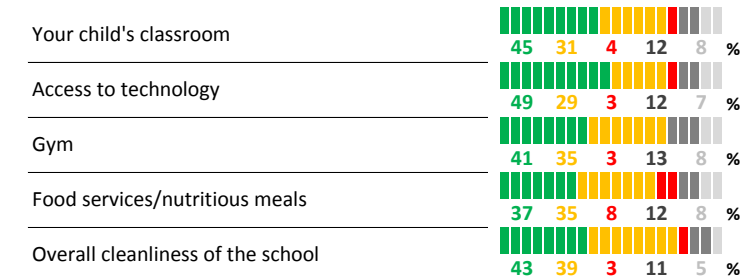 Your child's classroom
45 31 4 12 8 %
Access to technology
49 29 3 12 7 %
Gym
41 35 3 13 8 %
Food services/nutritious meals
37 35 8 12 8 %
Overall cleanliness of the school
43 39 3 11 5 %